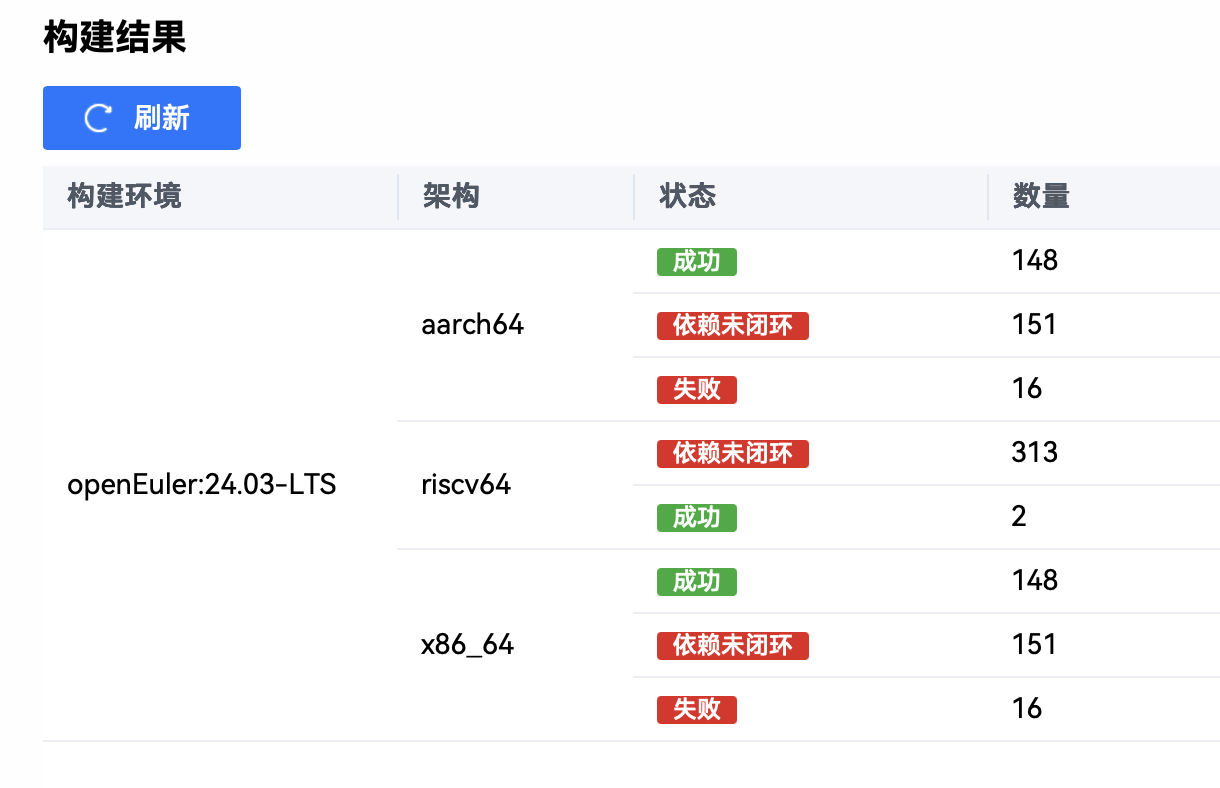 构建结果
刷新
构建环境 架构 状态 数量
openEuler:24.03-LTS
aarch64
成功 148
依赖未闭环 151
失败 16
riscv64
依赖未闭环 313
成功 2
x86_64
成功 148
依赖未闭环 151
失败 16